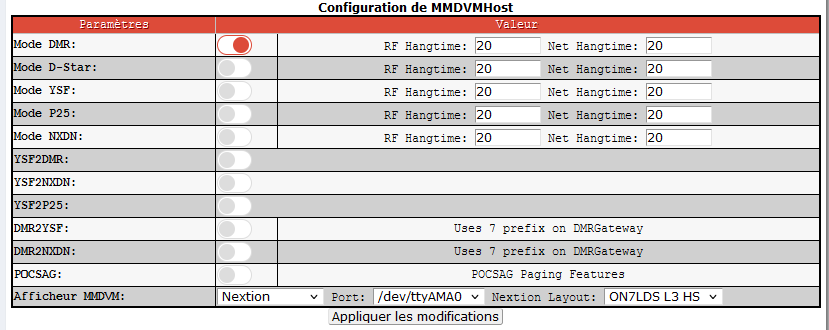 Configuration de MMDVMHost
Paramètres Valeur
Mode DMR: RF Hangtime: 20 Net Hangtime: 20
Mode D-Star: RF Hangtime: 20 Net Hangtime: 20
Mode YSF: RF Hangtime: 20 Net Hangtime: 20
Mode P25: RF Hangtime: 20 Net Hangtime: 20
Mode NXDN: RF Hangtime: 20 Net Hangtime: 20
YSF2DMR:
YSF2NXDN:
YSF2P25:
DMR2YSF: Uses 7 prefix on DMRGateway
DMR2NXDN: Uses 7 prefix on DMRGateway
POCSAG: POCSAG Paging Features
Afficheur MMDVM: Nextion Port: /dev/ttyAMA0 Nextion Layout: ON7LDS L3 HS
Appliquer les modifications